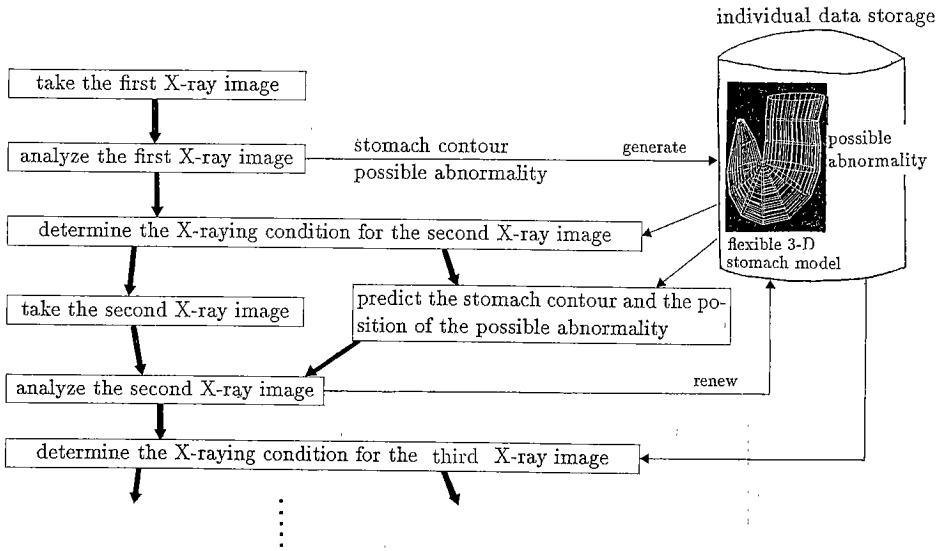 individual data storage
take the first X-ray image
analyze the first X-ray image
stomach contour
possible abnormality
generate
possible
abnormality
determine the X-raying condition for the second X-ray image
flexible 3-D
stomach model
take the second X-ray image
predict the stomach contour and the po-
sition of the possible abnormality
analyze the second X-ray image
renew
determine the X-raying condition for the third X-ray image